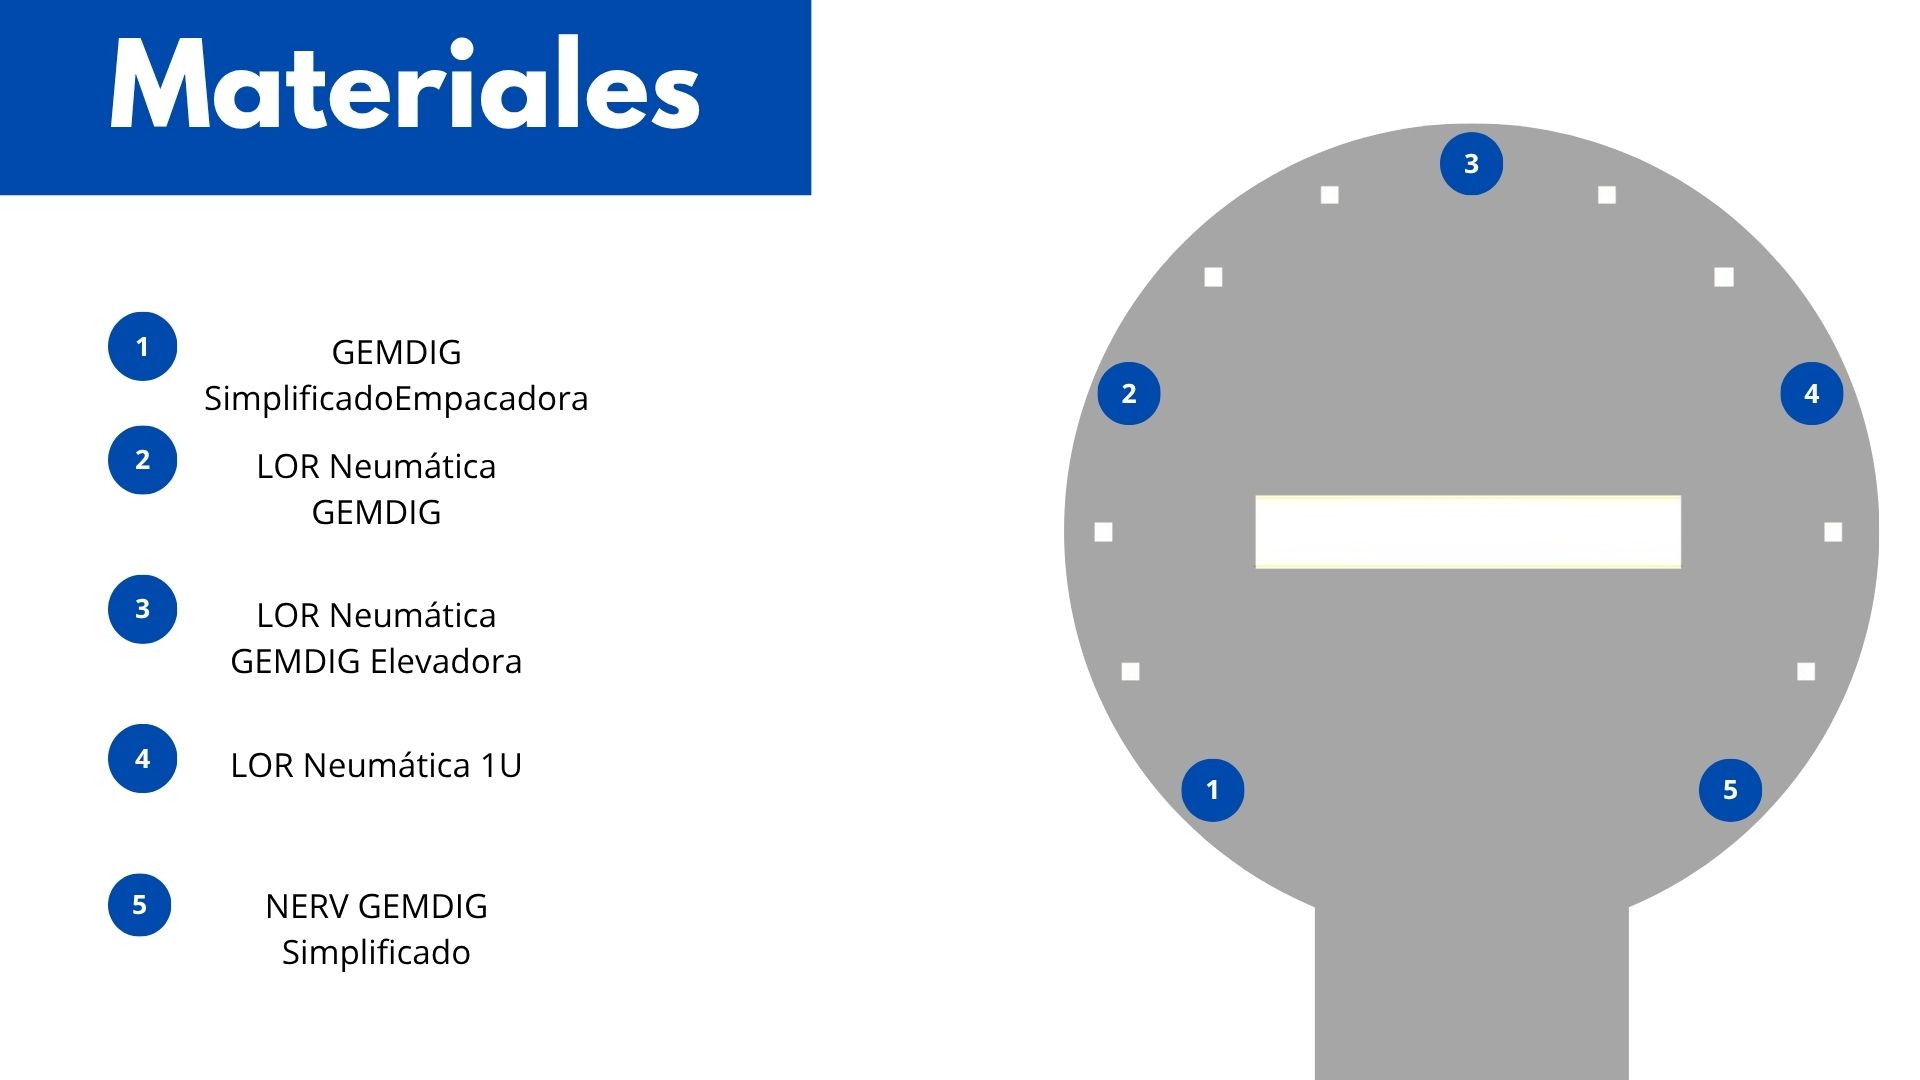 Materiales
1
GEMDIG
SimplificadoEmpacadora
2
LOR Neumática
GEMDIG
3
LOR Neumática
GEMDIG Elevadora
4
LOR Neumática 1U
5
NERV GEMDIG
Simplificado
3
2
4
1
5